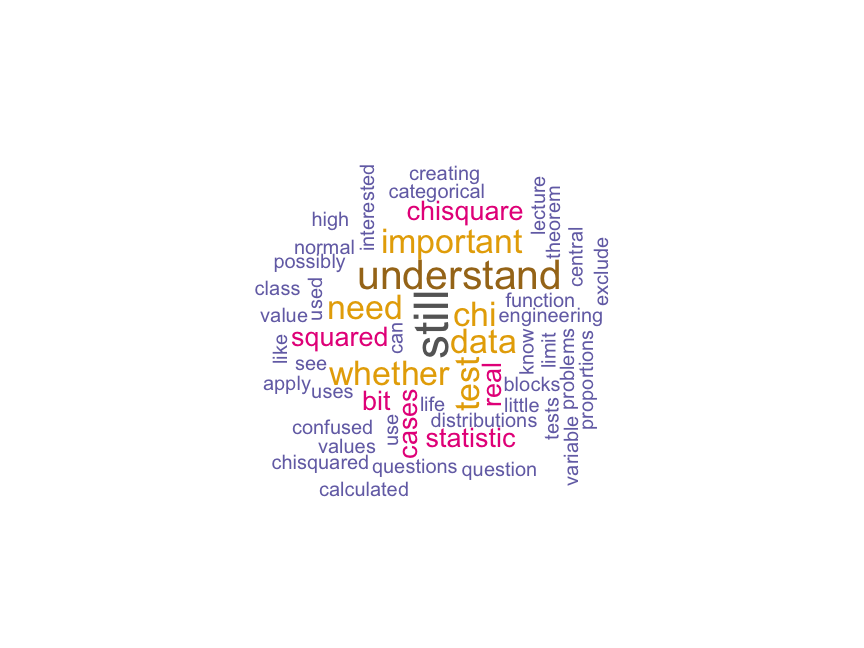 creating
categorical
interested
lecture
theorem
high
chisquare
normal
important
central
exclude
possibly
understand
class
used
need
still
chi
function
value
engineering
squared
can
data
know
limit
problems
proportions
like
see
whether
test
real
apply
uses
blocks
bit
cases
life
little
tests
variable
confused
use
distributions
values
statistic
chisquared
questions
question
calculated